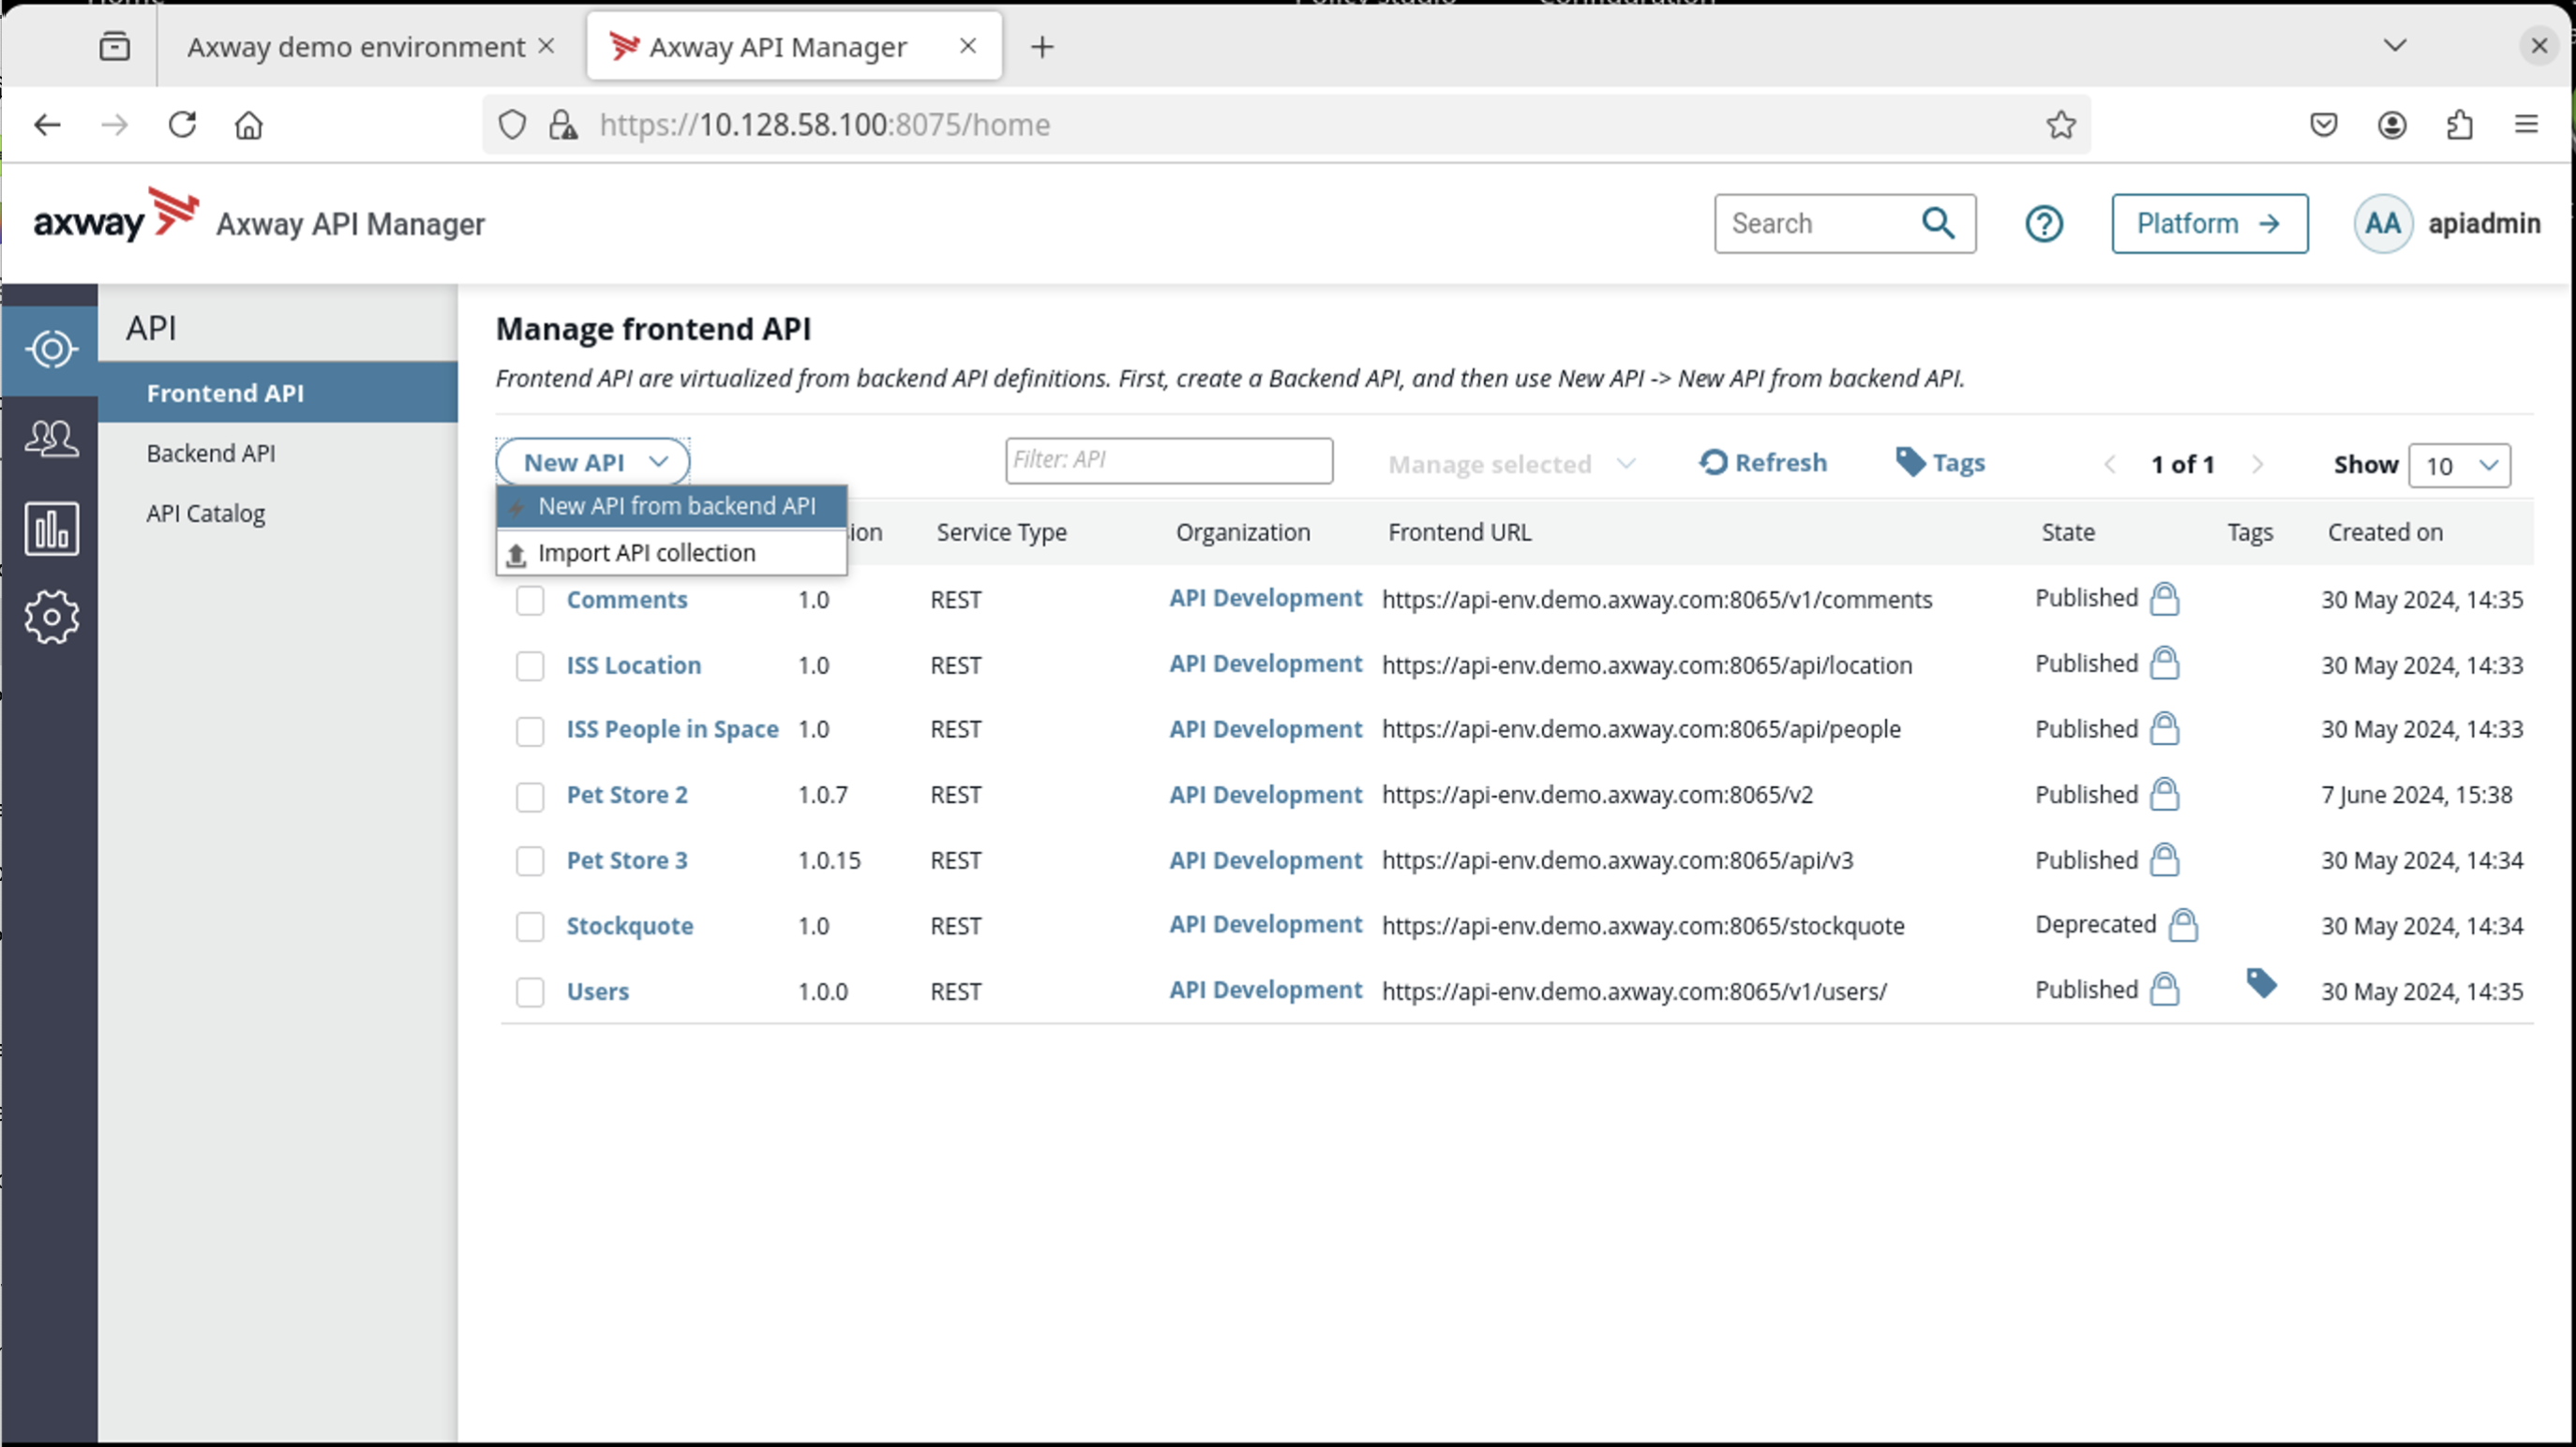 Axway demo environment
Axway API Manager
https://10.128.58.100:8075/home
axway Axway API Manager
Search
Platform
AA apiadmin
API
Frontend API
Backend API
API Catalog
Manage frontend API
Frontend API are virtualized from backend API definitions. First, create a Backend API, and then use New API -> New API from backend API.
New API
Filter: API
Manage selected
Refresh
Tags
1 of 1
Show 10
New API from backend API
Import API collection
ion Service Type Organization Frontend URL State Tags Created on
Comments 1.0 REST API Development https://api-env.demo.axway.com:8065/v1/comments Published 30 May 2024, 14:35
ISS Location 1.0 REST API Development https://api-env.demo.axway.com:8065/api/location Published 30 May 2024, 14:33
ISS People in Space 1.0 REST API Development https://api-env.demo.axway.com:8065/api/people Published 30 May 2024, 14:33
Pet Store 2 1.0.7 REST API Development https://api-env.demo.axway.com:8065/v2 Published 7 June 2024, 15:38
Pet Store 3 1.0.15 REST API Development https://api-env.demo.axway.com:8065/api/v3 Published 30 May 2024, 14:34
Stockquote 1.0 REST API Development https://api-env.demo.axway.com:8065/stockquote Deprecated 30 May 2024, 14:34
Users 1.0.0 REST API Development https://api-env.demo.axway.com:8065/v1/users/ Published 30 May 2024, 14:35